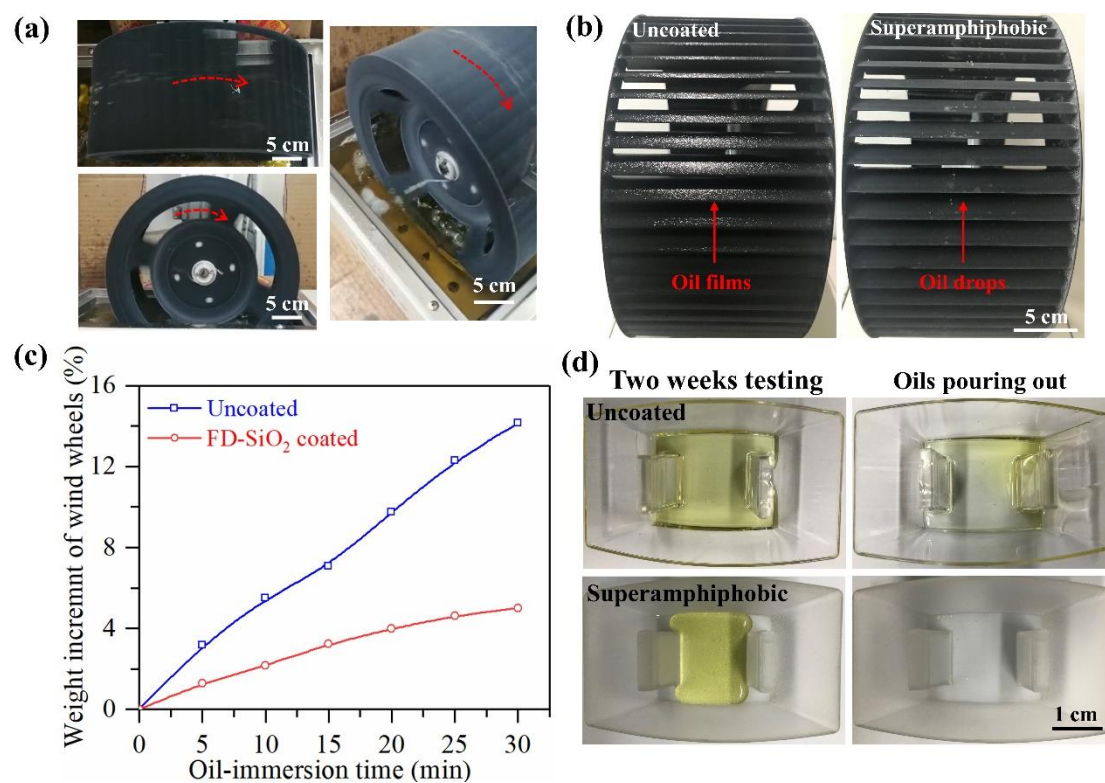 (a)
5 cm
5 cm
5 cm
(b)
Uncoated
Superamphiphobic
Oil films
Oil drops
5 cm
(c)
Weight incremnt of wind wheels (%)
16
12
8
4
0
Uncoated
FD-SiO₂ coated
0
5
10
15
20
25
30
Oil-immersion time (min)
(d)
Two weeks testing
Oils pouring out
Uncoated
Superamphiphobic
1 cm